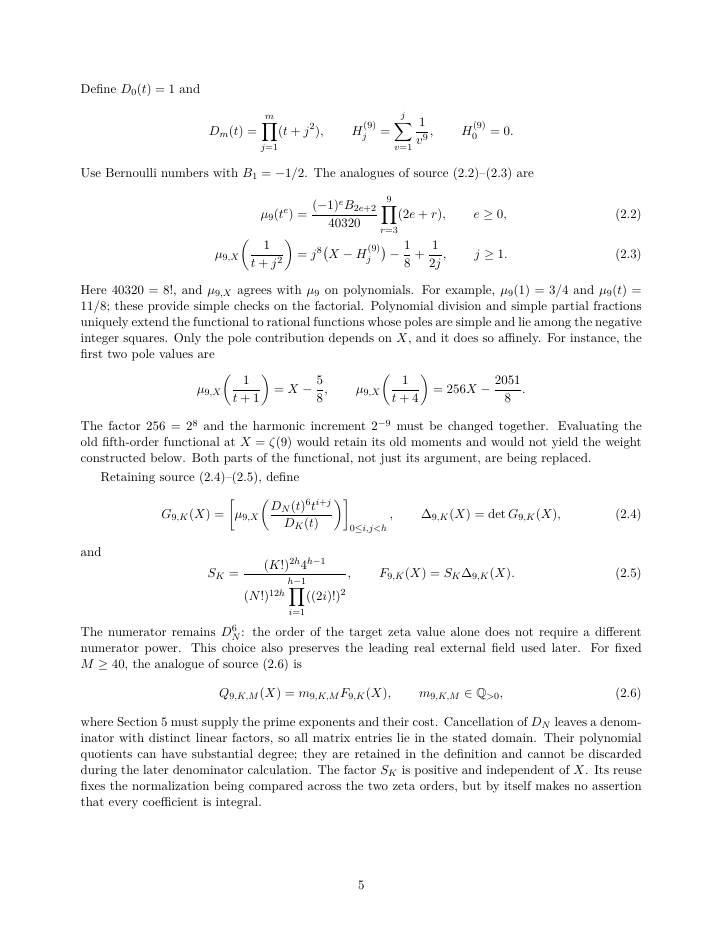 Define D₀(t) = 1 and
D_m(t) = ∏_{j=1}^{m} (t + j²),   H_j^{(9)} = ∑_{v=1}^{j} 1/v⁹,   H_0^{(9)} = 0.
Use Bernoulli numbers with B₁ = −1/2. The analogues of source (2.2)–(2.3) are
μ₉(t^e) = ((−1)^e B_{2e+2} / 40320) ∏_{r=3}^{9} (2e + r),   e ≥ 0,   (2.2)
μ_{9,X}(1/(t + j²)) = j⁸(X − H_j^{(9)}) − 1/8 + 1/(2j),   j ≥ 1.   (2.3)
Here 40320 = 8!, and μ_{9,X} agrees with μ₉ on polynomials. For example, μ₉(1) = 3/4 and μ₉(t) =
11/8; these provide simple checks on the factorial. Polynomial division and simple partial fractions
uniquely extend the functional to rational functions whose poles are simple and lie among the negative
integer squares. Only the pole contribution depends on X, and it does so affinely. For instance, the
first two pole values are
μ_{9,X}(1/(t + 1)) = X − 5/8,   μ_{9,X}(1/(t + 4)) = 256X − 2051/8.
The factor 256 = 2⁸ and the harmonic increment 2⁻⁹ must be changed together. Evaluating the
old fifth-order functional at X = ζ(9) would retain its old moments and would not yield the weight
constructed below. Both parts of the functional, not just its argument, are being replaced.
Retaining source (2.4)–(2.5), define
G_{9,K}(X) = [μ_{9,X}(D_N(t)⁶t^{i+j} / D_K(t))]_{0≤i,j<h},   Δ_{9,K}(X) = det G_{9,K}(X),   (2.4)
and
S_K = (K!)^{2h}4^{h−1} / ((N!)^{12h} ∏_{i=1}^{h−1} ((2i)!)²),   F_{9,K}(X) = S_KΔ_{9,K}(X).   (2.5)
The numerator remains D_N^6: the order of the target zeta value alone does not require a different
numerator power. This choice also preserves the leading real external field used later. For fixed
M ≥ 40, the analogue of source (2.6) is
Q_{9,K,M}(X) = m_{9,K,M}F_{9,K}(X),   m_{9,K,M} ∈ ℚ_{>0},   (2.6)
where Section 5 must supply the prime exponents and their cost. Cancellation of D_N leaves a denom-
inator with distinct linear factors, so all matrix entries lie in the stated domain. Their polynomial
quotients can have substantial degree; they are retained in the definition and cannot be discarded
during the later denominator calculation. The factor S_K is positive and independent of X. Its reuse
fixes the normalization being compared across the two zeta orders, but by itself makes no assertion
that every coefficient is integral.
5